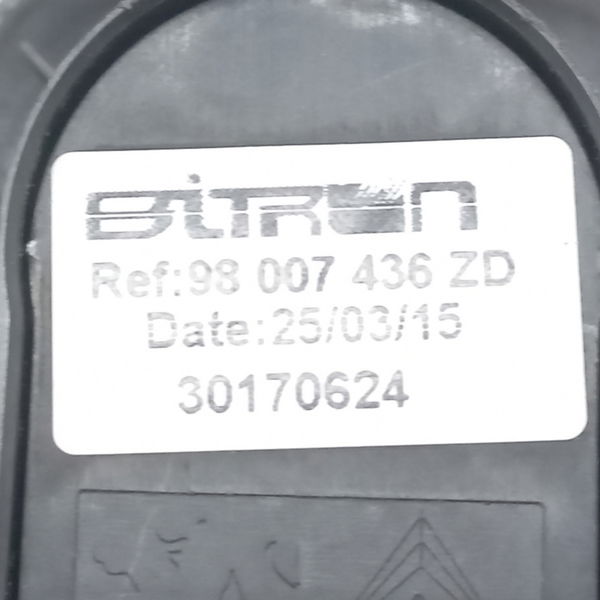 BITRON
Ref:98 007 436 ZD
Date:25/03/15
30170624